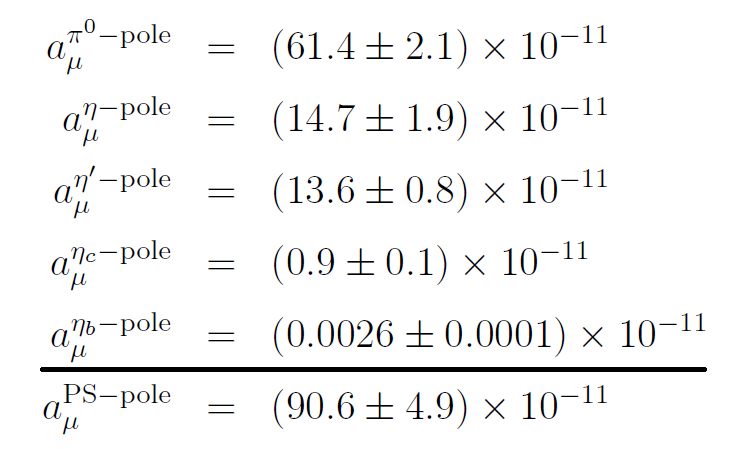 a_μ^{π⁰−pole} = (61.4 ± 2.1) × 10^{−11}
a_μ^{η−pole} = (14.7 ± 1.9) × 10^{−11}
a_μ^{η′−pole} = (13.6 ± 0.8) × 10^{−11}
a_μ^{η_c−pole} = (0.9 ± 0.1) × 10^{−11}
a_μ^{η_b−pole} = (0.0026 ± 0.0001) × 10^{−11}
a_μ^{PS−pole} = (90.6 ± 4.9) × 10^{−11}